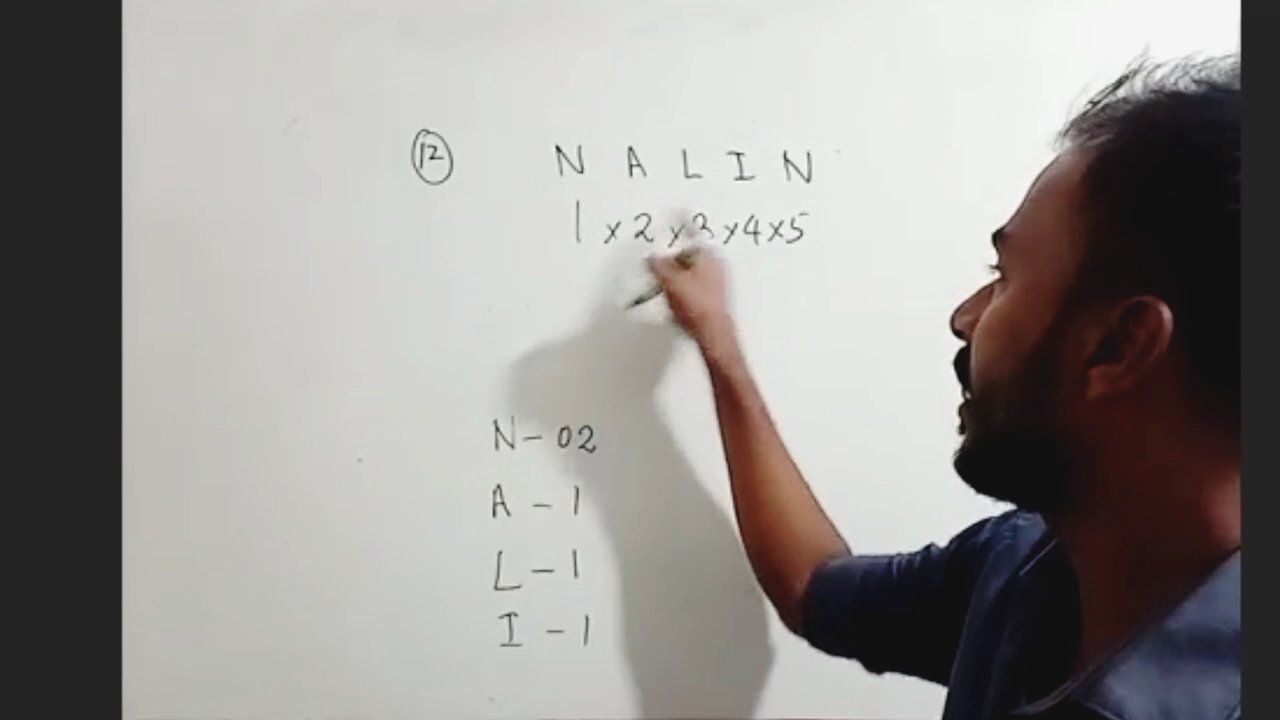 12 N A L I N
1 x 2 x 3 x 4 x 5
N - 02
A - 1
L - 1
I - 1